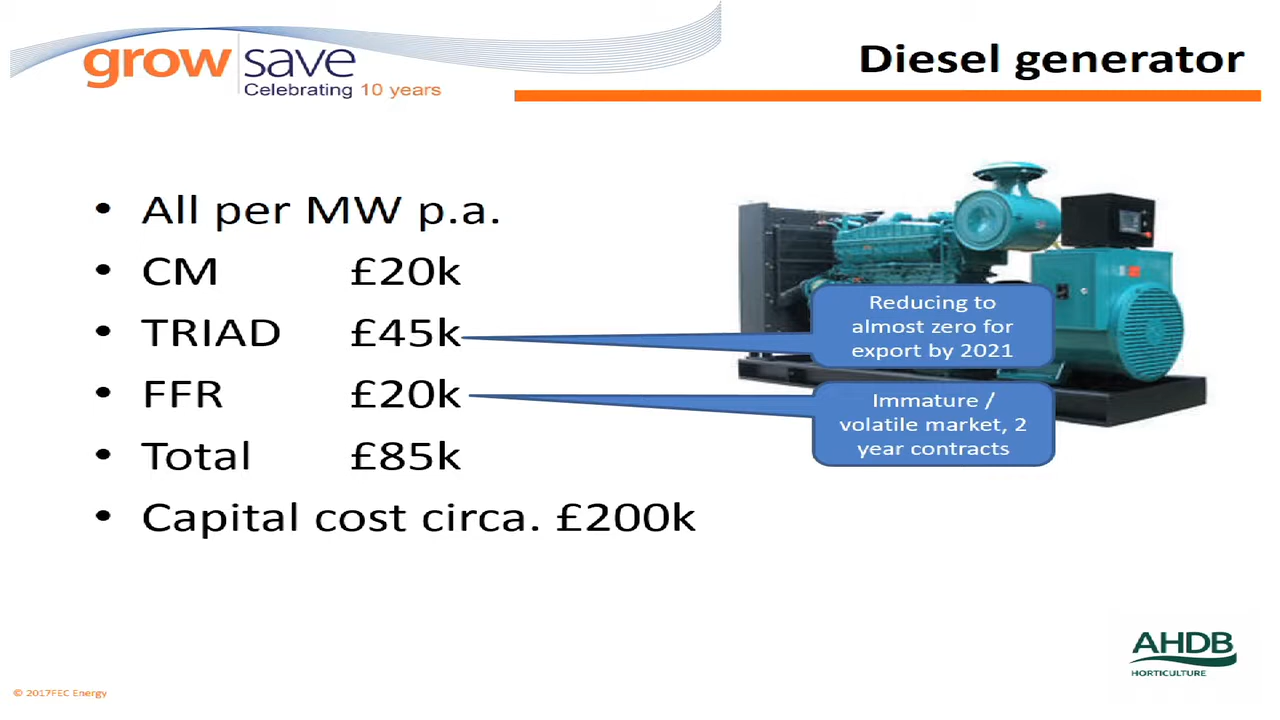 grow save
Celebrating 10 years
Diesel generator
• All per MW p.a.
• CM £20k
• TRIAD £45k
• FFR £20k
• Total £85k
• Capital cost circa. £200k
Reducing to
almost zero for
export by 2021
Immature /
volatile market, 2
year contracts
AHDB
HORTICULTURE
© 2017FEC Energy